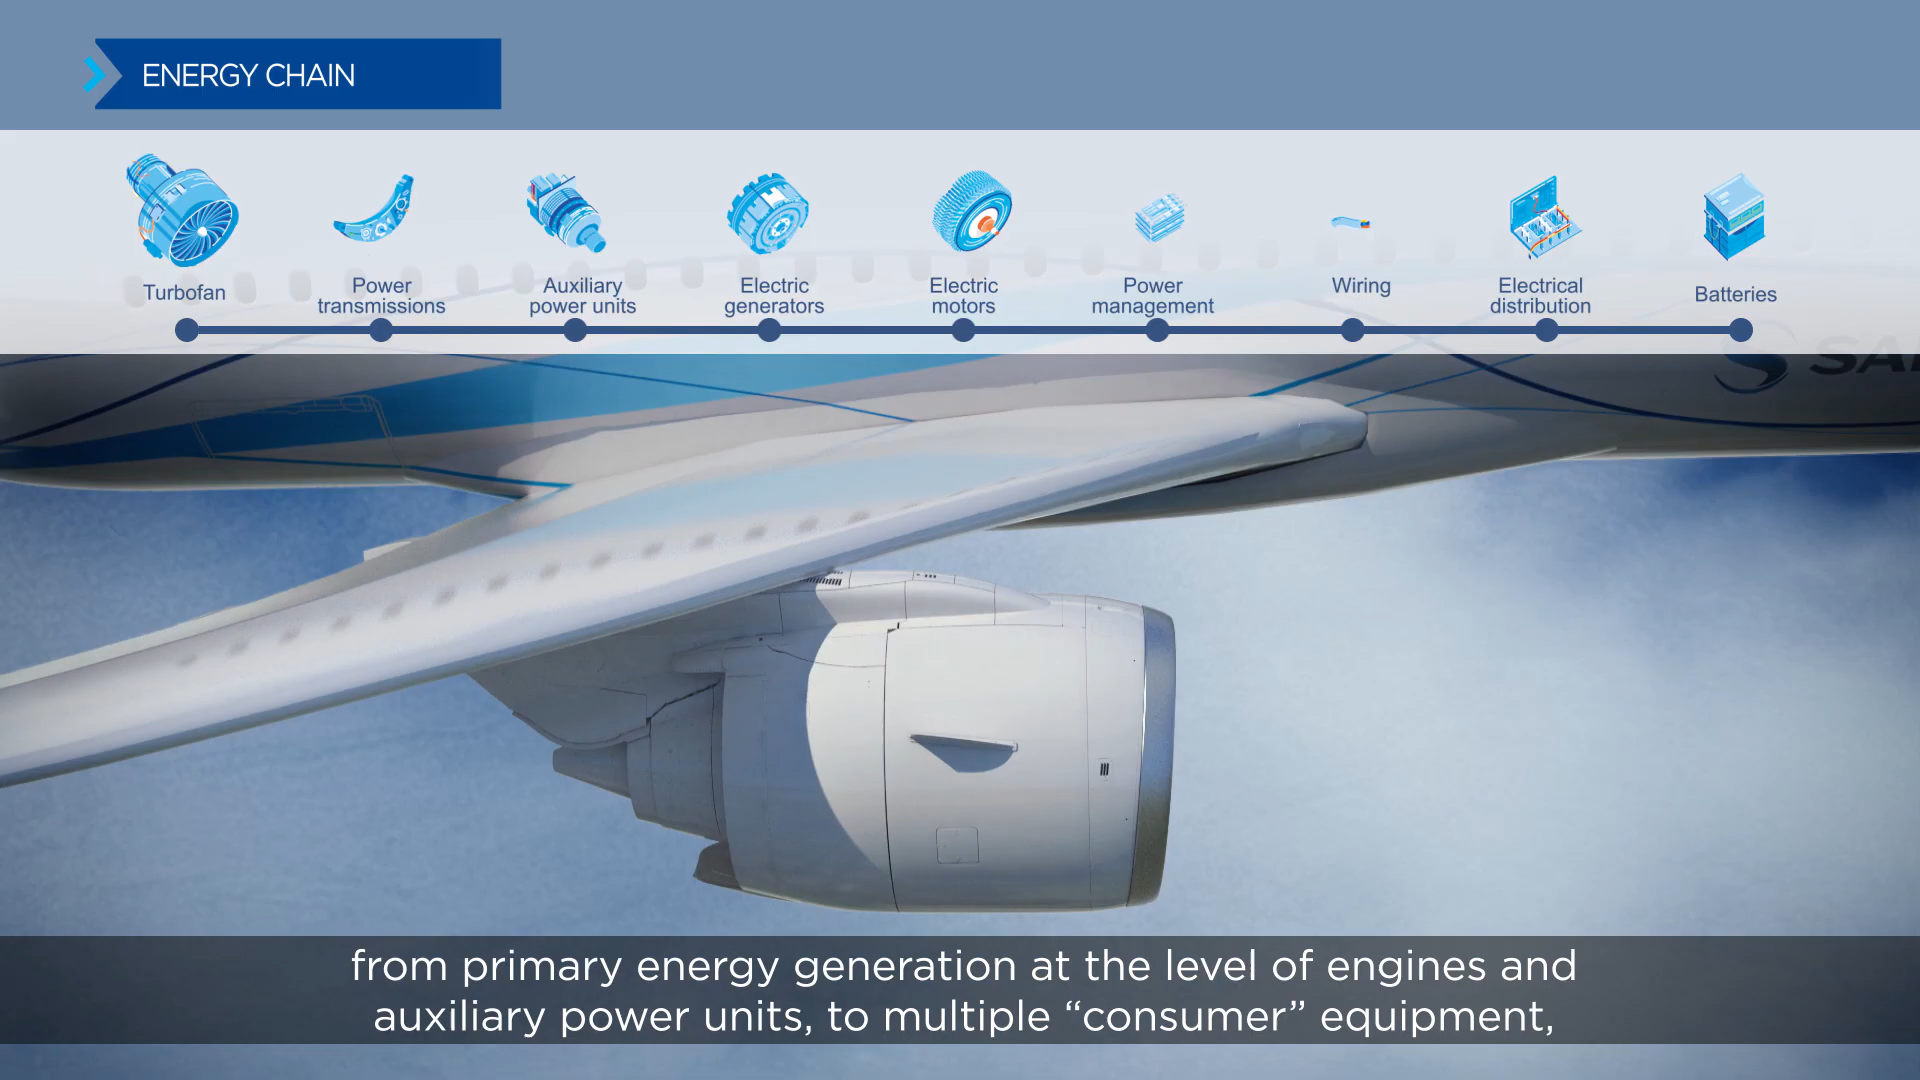 ENERGY CHAIN
Turbofan
Power
transmissions
Auxiliary
power units
Electric
generators
Electric
motors
Power
management
Wiring
Electrical
distribution
Batteries
from primary energy generation at the level of engines and
auxiliary power units, to multiple “consumer” equipment,